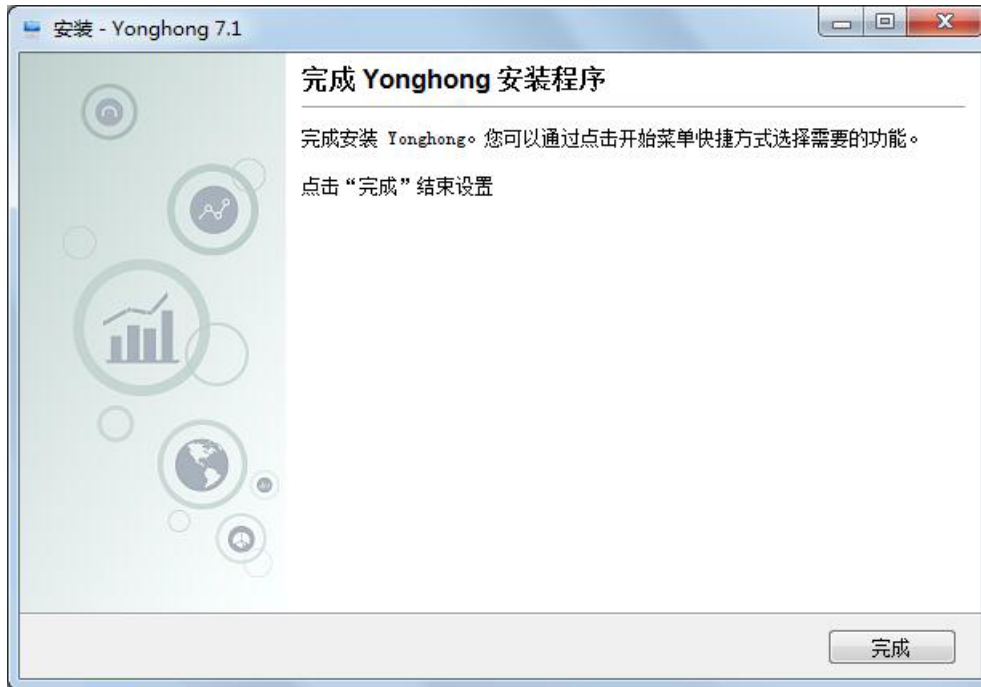 安装 - Yonghong 7.1
完成 Yonghong 安装程序
完成安装 Yonghong。您可以通过点击开始菜单快捷方式选择需要的功能。
点击“完成”结束设置
完成